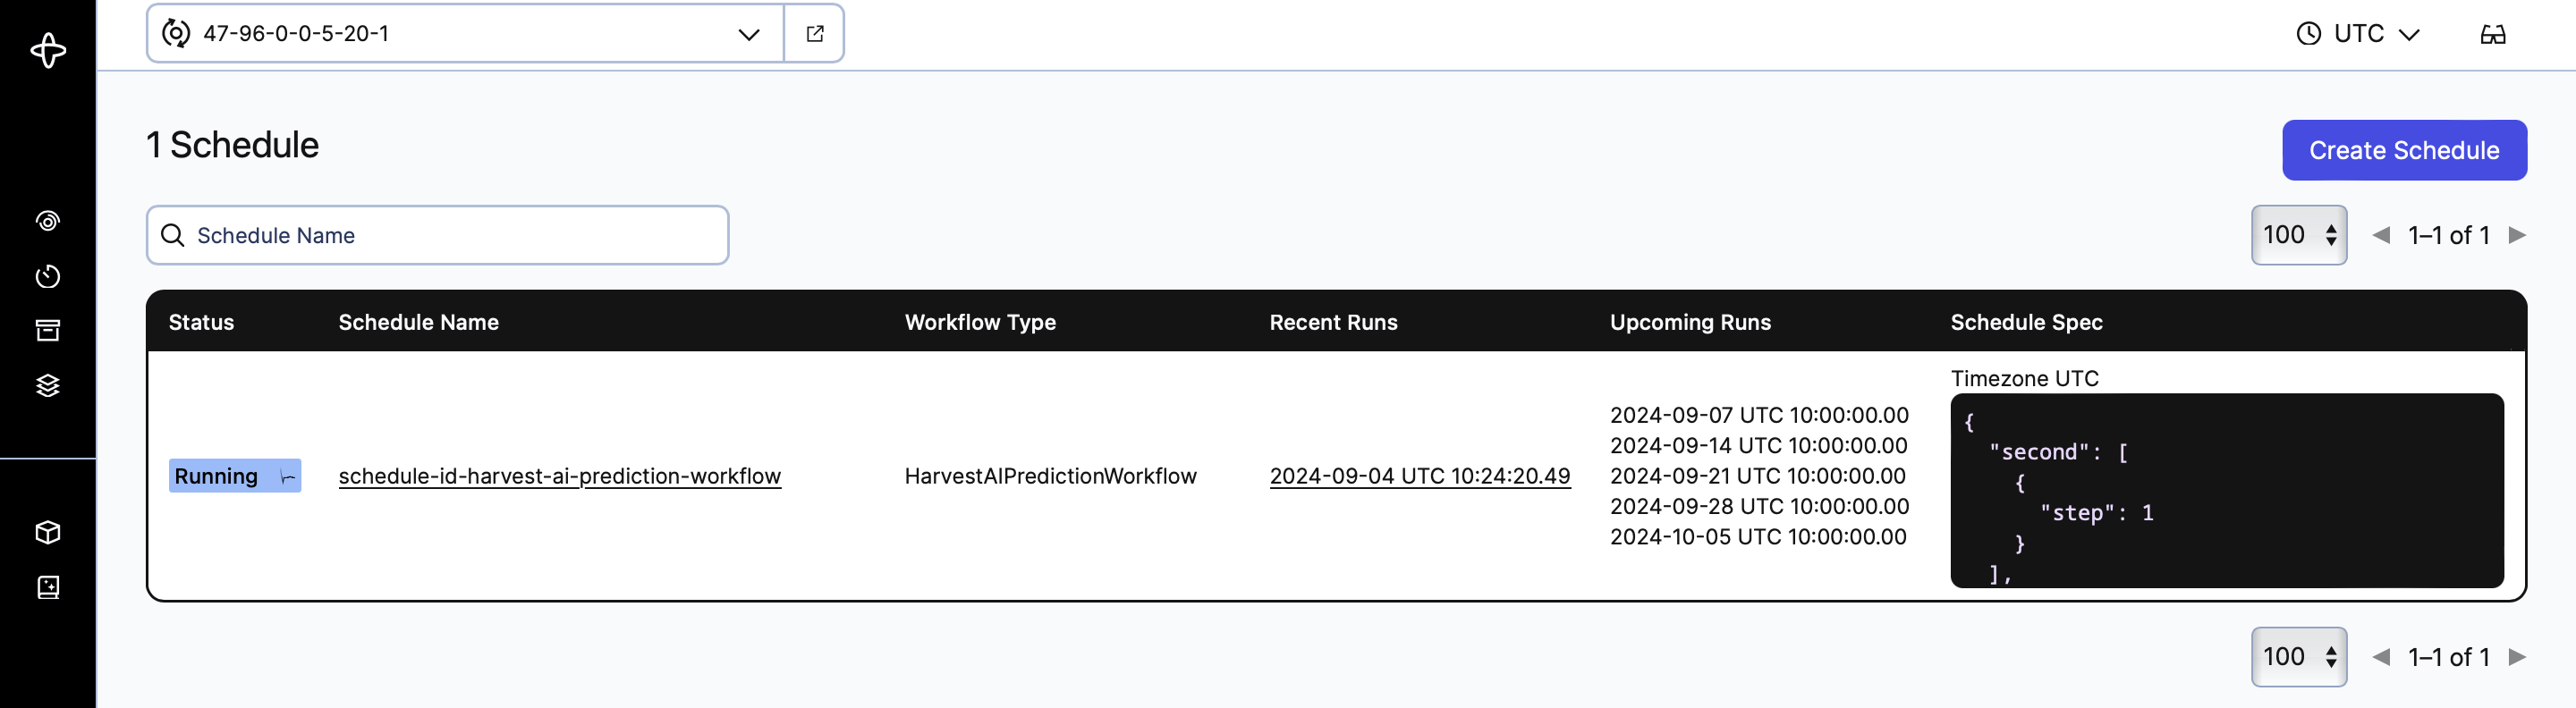 47-96-0-0-5-20-1
UTC
1 Schedule
Create Schedule
Schedule Name
100
1–1 of 1
Status Schedule Name Workflow Type Recent Runs Upcoming Runs Schedule Spec
Running schedule-id-harvest-ai-prediction-workflow HarvestAIPredictionWorkflow 2024-09-04 UTC 10:24:20.49
2024-09-07 UTC 10:00:00.00
2024-09-14 UTC 10:00:00.00
2024-09-21 UTC 10:00:00.00
2024-09-28 UTC 10:00:00.00
2024-10-05 UTC 10:00:00.00
Timezone UTC
{
"second": [
{
"step": 1
}
],
100
1–1 of 1